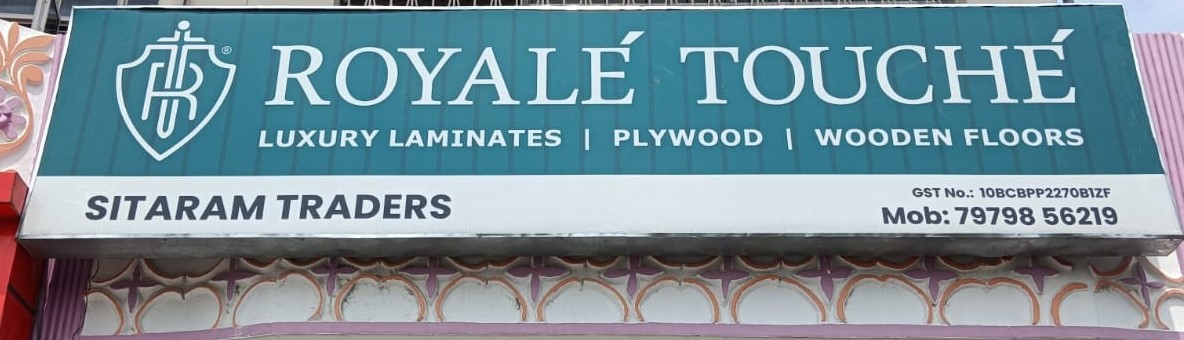 ROYALÉ TOUCHÉ
LUXURY LAMINATES | PLYWOOD | WOODEN FLOORS
SITARAM TRADERS
GST No.: 10BCBPP2270B1ZF
Mob: 79798 56219